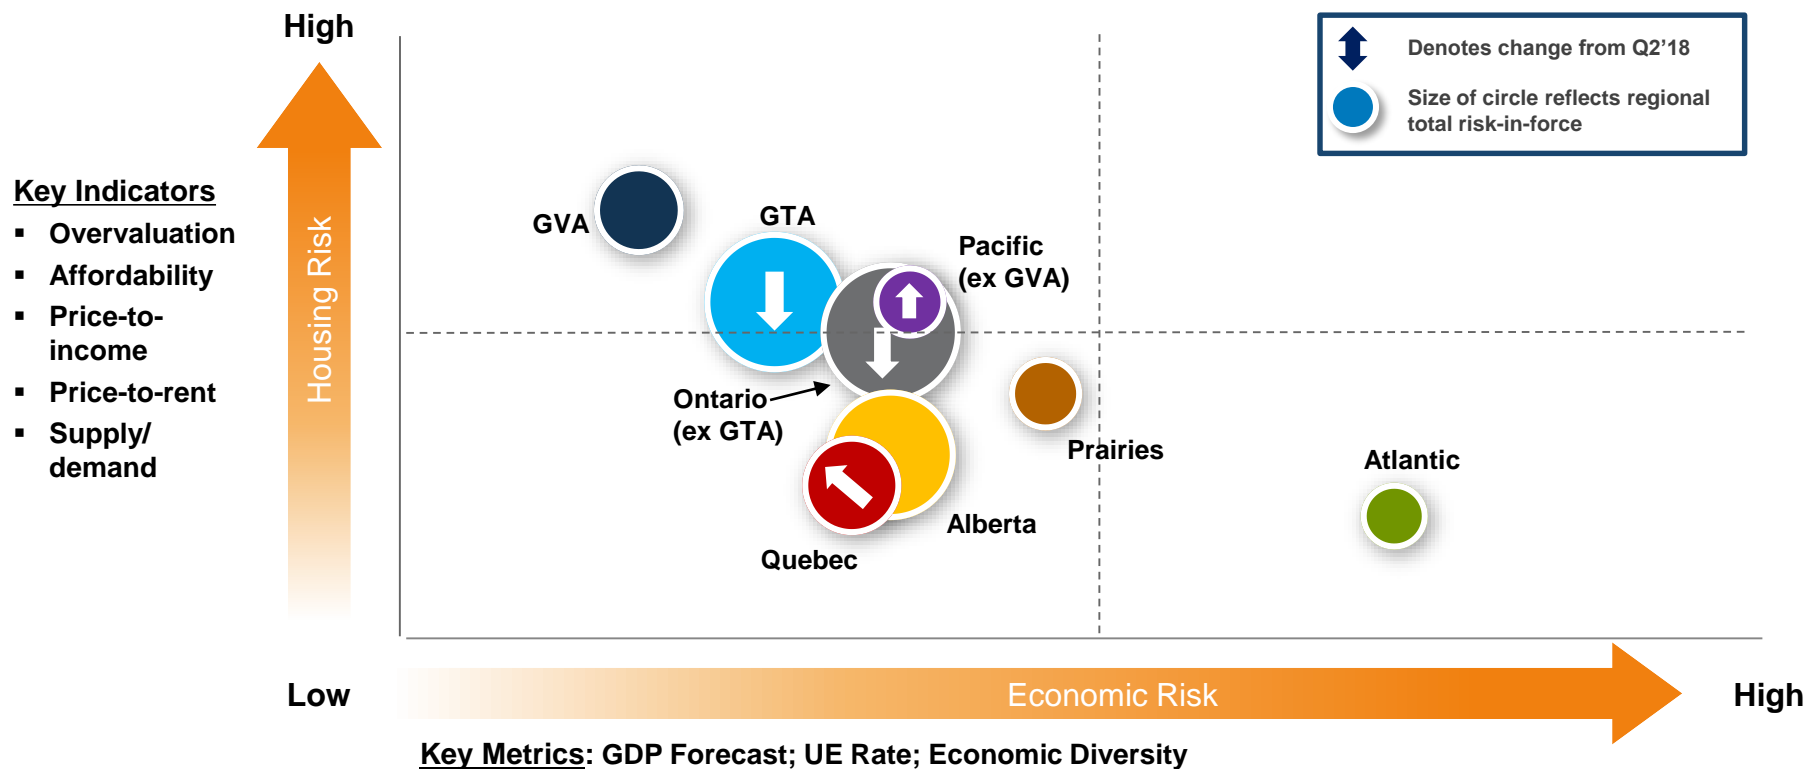 High
Denotes change from Q2'18
Size of circle reflects regional
total risk-in-force
Key Indicators
▪ Overvaluation
▪ Affordability
▪ Price-to-
income
▪ Price-to-rent
▪ Supply/
demand
Housing Risk
GVA
GTA
Pacific
(ex GVA)
Ontario
(ex GTA)
Prairies
Atlantic
Alberta
Quebec
Low
Economic Risk
High
Key Metrics: GDP Forecast; UE Rate; Economic Diversity